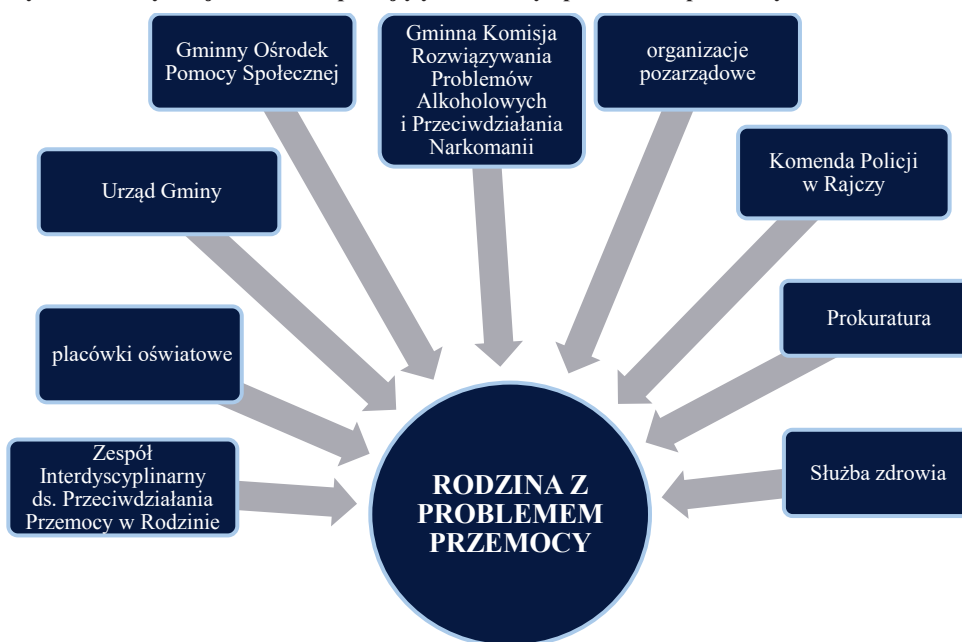 Gminny Ośrodek
Pomocy Społecznej
Gminna Komisja
Rozwiązywania
Problemów
Alkoholowych
i Przeciwdziałania
Narkomanii
organizacje
pozarządowe
Urząd Gminy
Komenda Policji
w Rajczy
placówki oświatowe
Prokuratura
Zespół
Interdyscyplinarny
ds. Przeciwdziałania
Przemocy w Rodzinie
Służba zdrowia
RODZINA Z
PROBLEMEM
PRZEMOCY